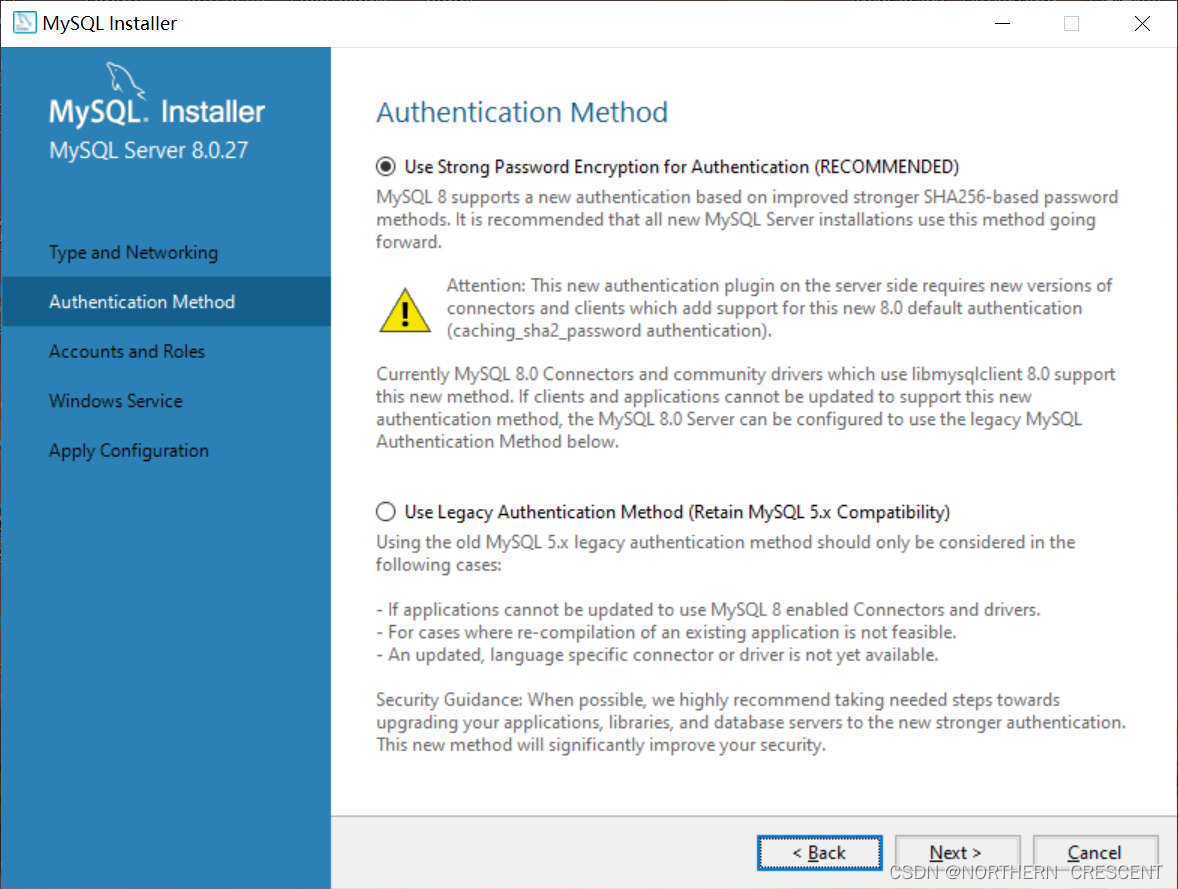 MySQL Installer
MySQL. Installer
MySQL Server 8.0.27
Type and Networking
Authentication Method
Accounts and Roles
Windows Service
Apply Configuration
Authentication Method
Use Strong Password Encryption for Authentication (RECOMMENDED)
MySQL 8 supports a new authentication based on improved stronger SHA256-based password
methods. It is recommended that all new MySQL Server installations use this method going
forward.
Attention: This new authentication plugin on the server side requires new versions of
connectors and clients which add support for this new 8.0 default authentication
(caching_sha2_password authentication).
Currently MySQL 8.0 Connectors and community drivers which use libmysqlclient 8.0 support
this new method. If clients and applications cannot be updated to support this new
authentication method, the MySQL 8.0 Server can be configured to use the legacy MySQL
Authentication Method below.
Use Legacy Authentication Method (Retain MySQL 5.x Compatibility)
Using the old MySQL 5.x legacy authentication method should only be considered in the
following cases:
- If applications cannot be updated to use MySQL 8 enabled Connectors and drivers.
- For cases where re-compilation of an existing application is not feasible.
- An updated, language specific connector or driver is not yet available.
Security Guidance: When possible, we highly recommend taking needed steps towards
upgrading your applications, libraries, and database servers to the new stronger authentication.
This new method will significantly improve your security.
< Back
Next >
Cancel
CSDN @NORTHERN_CRESCENT